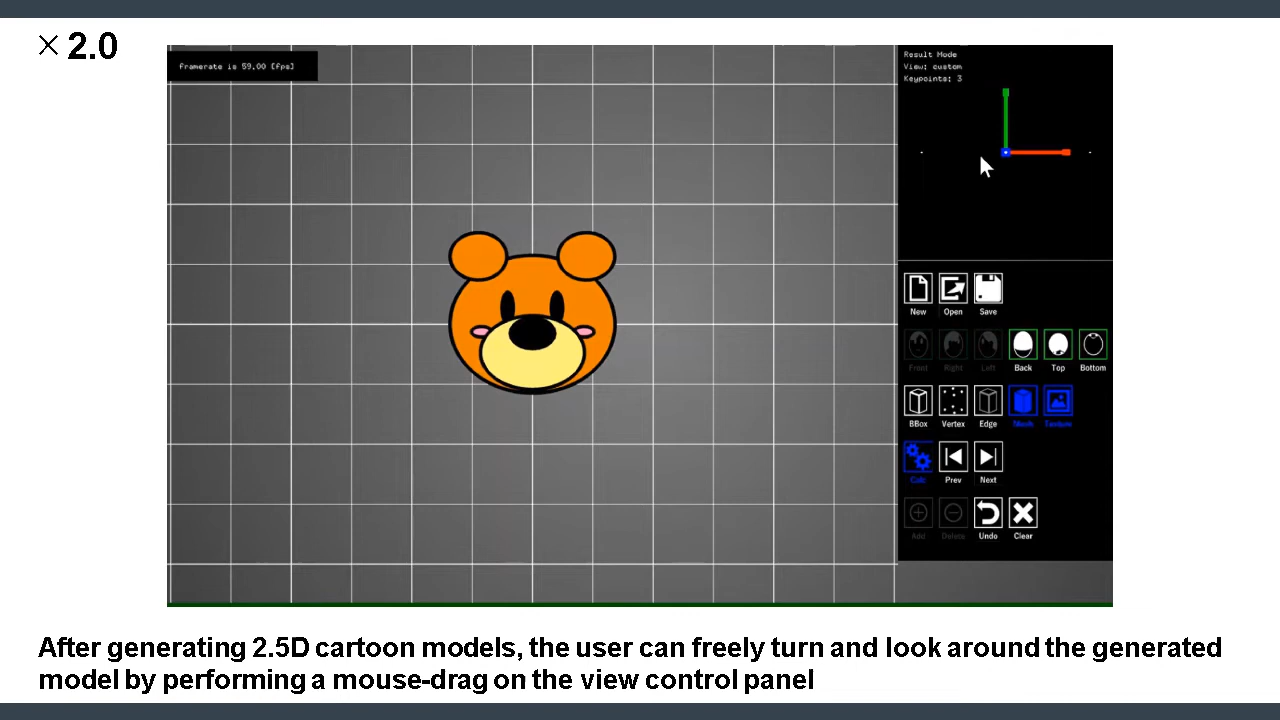 × 2.0
Framerate is 59.00 [fps]
Result Mode
View: custom
Keypoints: 3
New Open Save
Front Right Left Back Top Bottom
BBox Vertex Edge Mesh Texture
Calc Prev Next
Add Delete Undo Clear
After generating 2.5D cartoon models, the user can freely turn and look around the generated
model by performing a mouse-drag on the view control panel